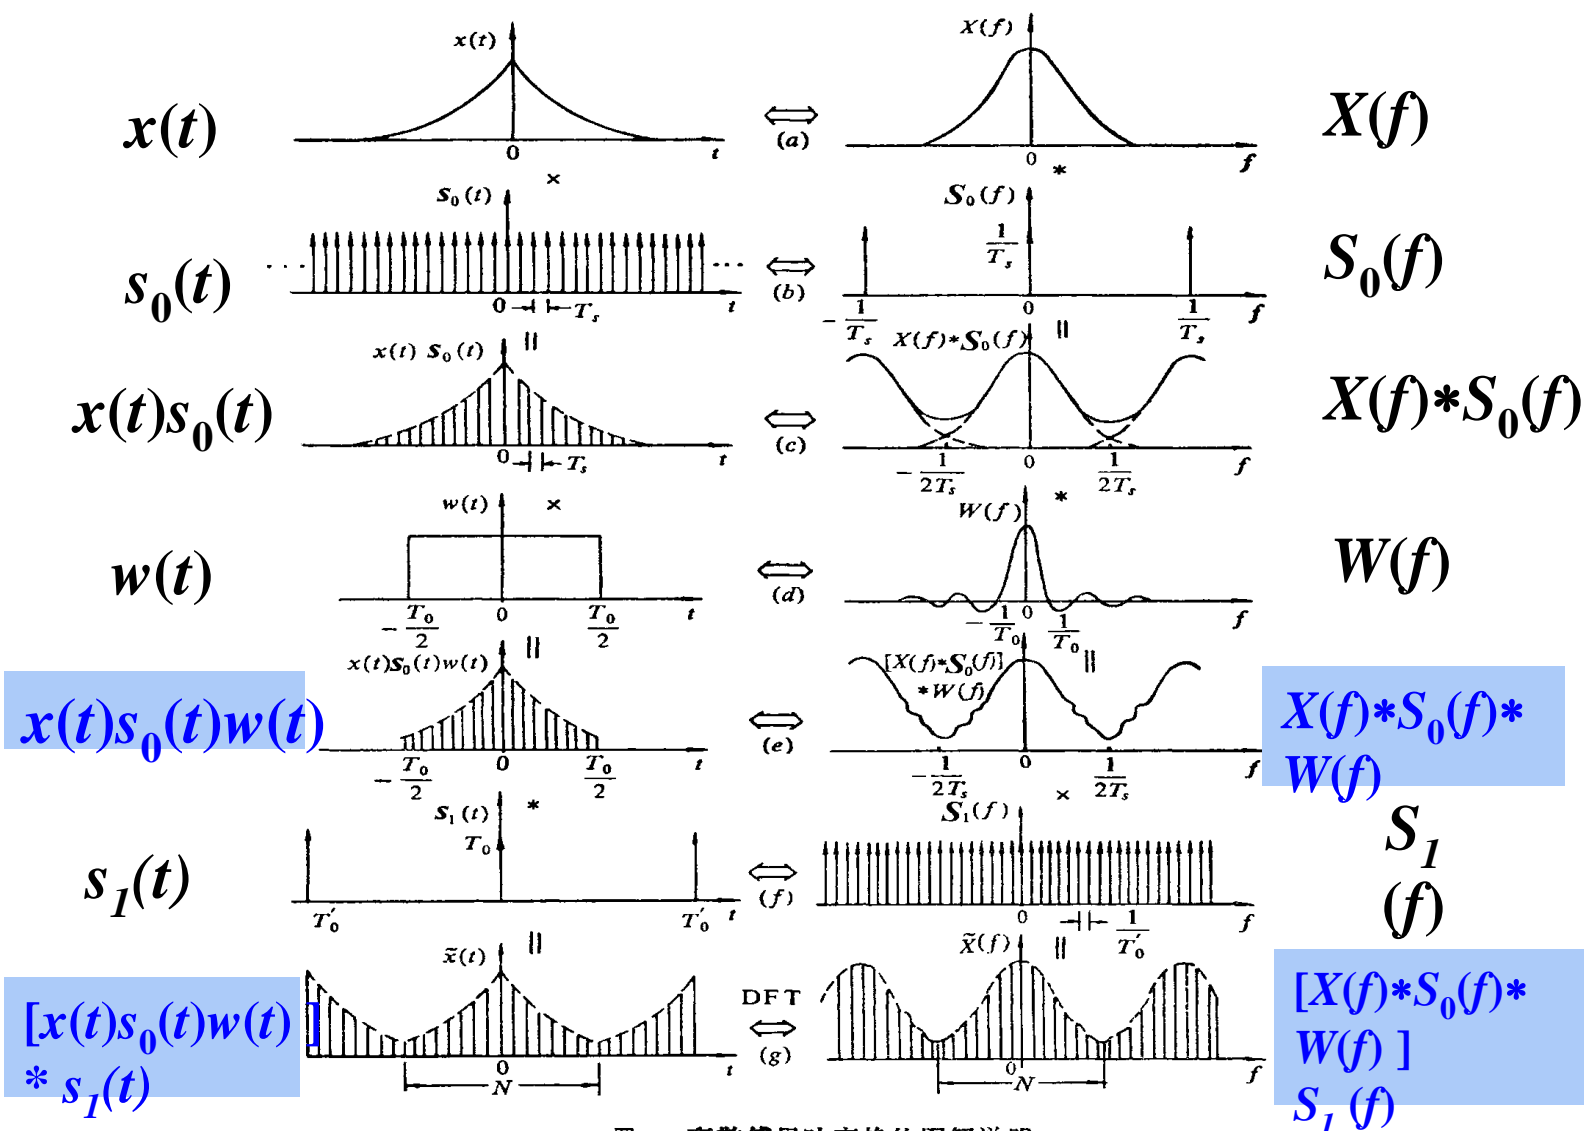 x(t)
X(f)
x(t)
(a)
X(f)
0
t
0
f
×
*
s₀(t)
S₀(f)
s₀(t)
· · ·
· · ·
(b)
1/Tₛ
S₀(f)
0
Tₛ
t
-1/Tₛ
0
1/Tₛ
f
||
||
x(t) s₀(t)
X(f)*S₀(f)
x(t)s₀(t)
(c)
X(f)*S₀(f)
0
Tₛ
t
-1/2Tₛ
0
1/2Tₛ
f
×
*
w(t)
W(f)
w(t)
(d)
W(f)
-T₀/2
0
T₀/2
t
-1/T₀
0
1/T₀
f
||
||
x(t)s₀(t)w(t)
[X(f)*S₀(f)]
*W(f)
x(t)s₀(t)w(t)
(e)
X(f)*S₀(f)*
W(f)
-T₀/2
0
T₀/2
t
-1/2Tₛ
0
1/2Tₛ
f
*
×
s₁(t)
S₁(f)
T₀
s₁(t)
(f)
S₁
(f)
T₀′
T₀′
t
0
1/T₀′
f
||
||
x̃(t)
X̃(f)
[x(t)s₀(t)w(t) ]
* s₁(t)
DFT
(g)
[X(f)*S₀(f)*
W(f) ]
S₁ (f)
0
t
0
f
N
N